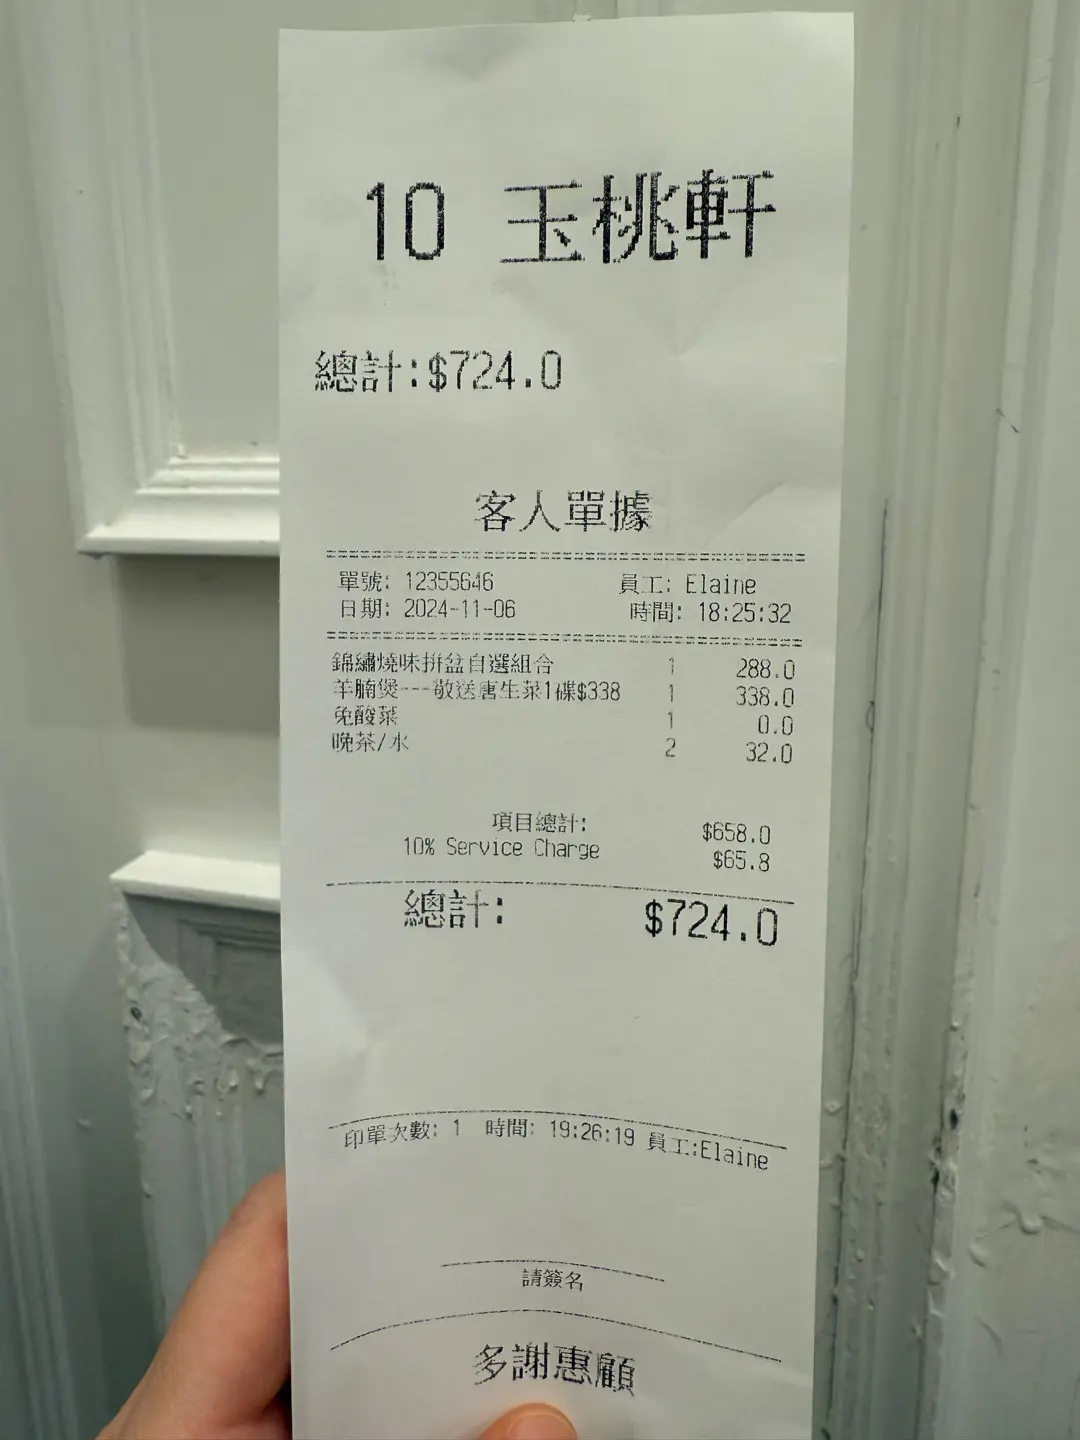 10 玉桃軒
總計:$724.0
客人單據
單號: 12355646 員工: Elaine
日期: 2024-11-06 時間: 18:25:32
錦繡燒味拼盆自選組合 1 288.0
羊腩煲---敬送唐生菜1碟$338 1 338.0
免酸菜 1 0.0
晚茶/水 2 32.0
項目總計: $658.0
10% Service Charge $65.8
總計: $724.0
印單次數: 1 時間: 19:26:19 員工:Elaine
請簽名
多謝惠顧